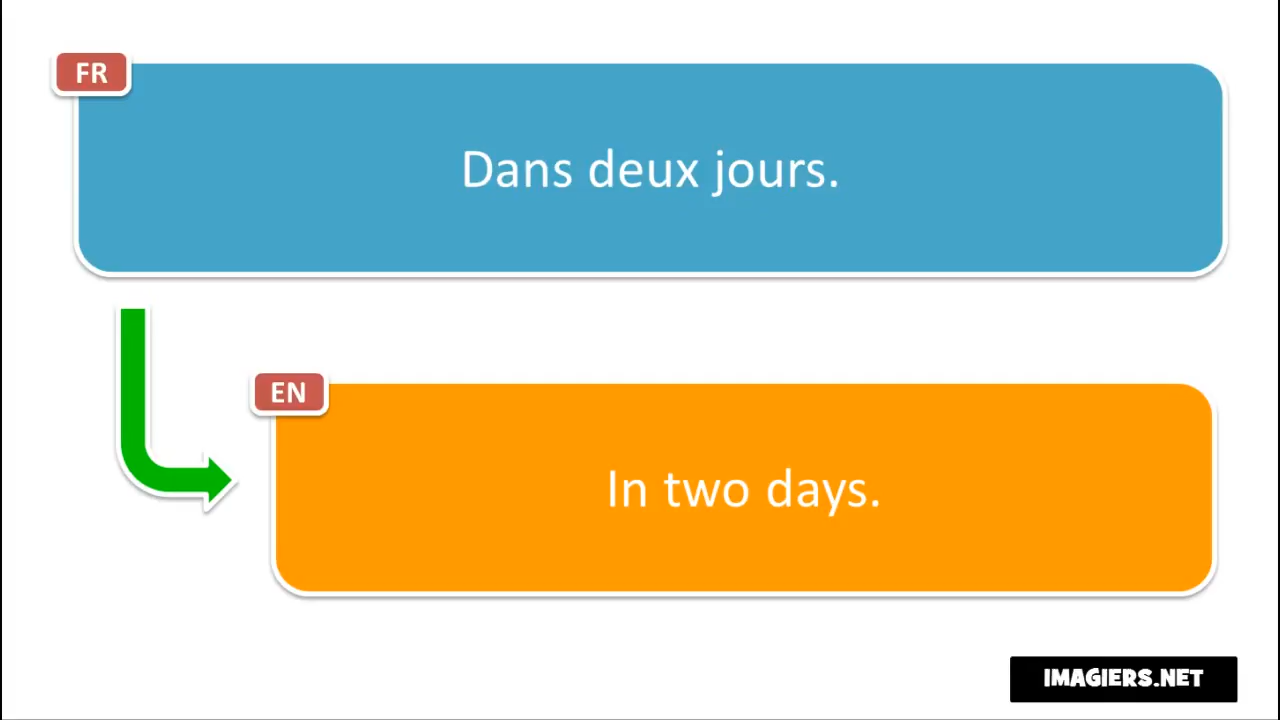 FR
Dans deux jours.
EN
In two days.
IMAGIERS.NET